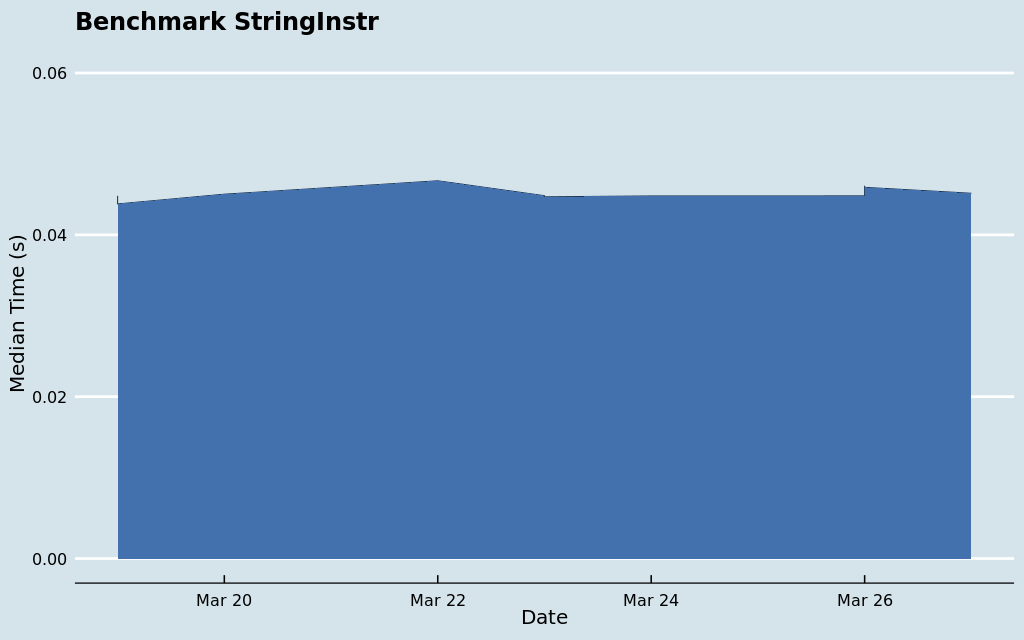 Benchmark StringInstr
0.06
0.04
0.02
0.00
Median Time (s)
Mar 20
Mar 22
Mar 24
Mar 26
Date